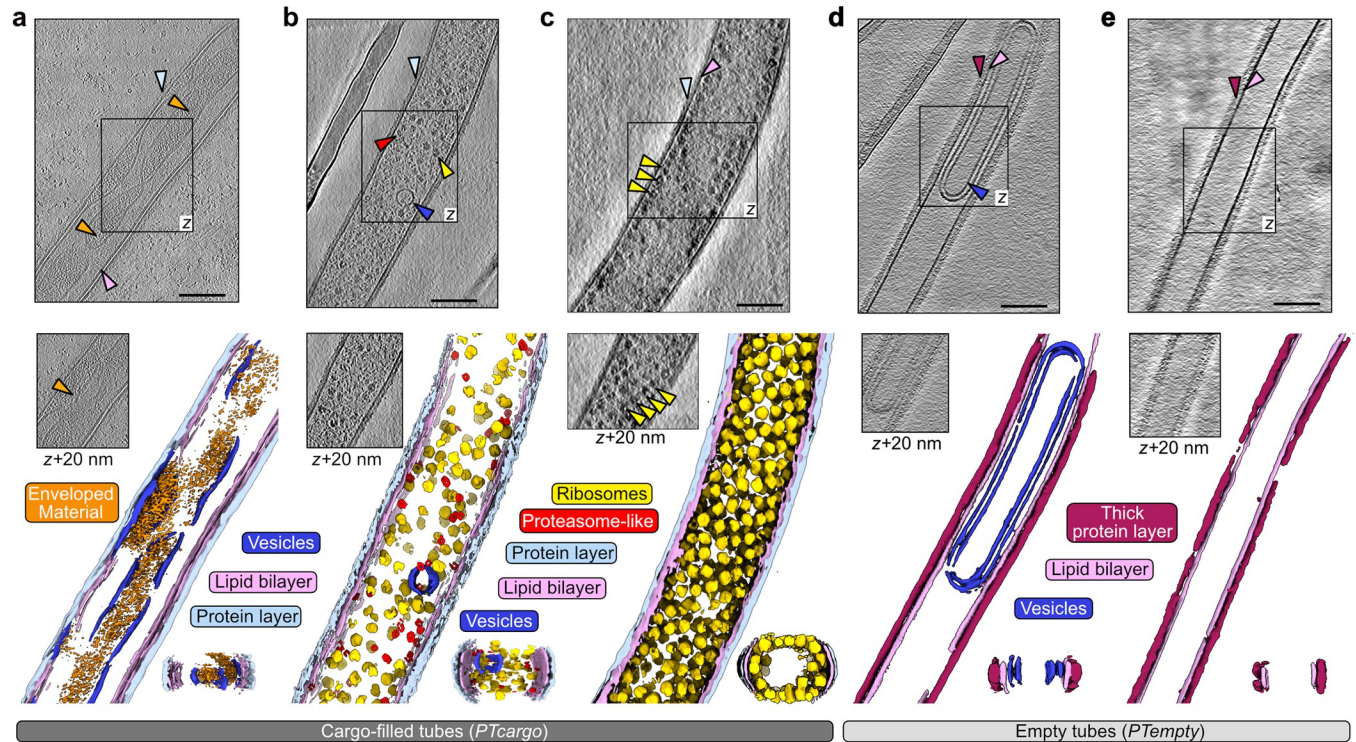 a
b
c
d
e
z
z
z
z
z
z+20 nm
z+20 nm
z+20 nm
z+20 nm
z+20 nm
Enveloped
Material
Vesicles
Lipid bilayer
Protein layer
Ribosomes
Proteasome-like
Protein layer
Lipid bilayer
Vesicles
Thick
protein layer
Lipid bilayer
Vesicles
Cargo-filled tubes (PTcargo)
Empty tubes (PTempty)